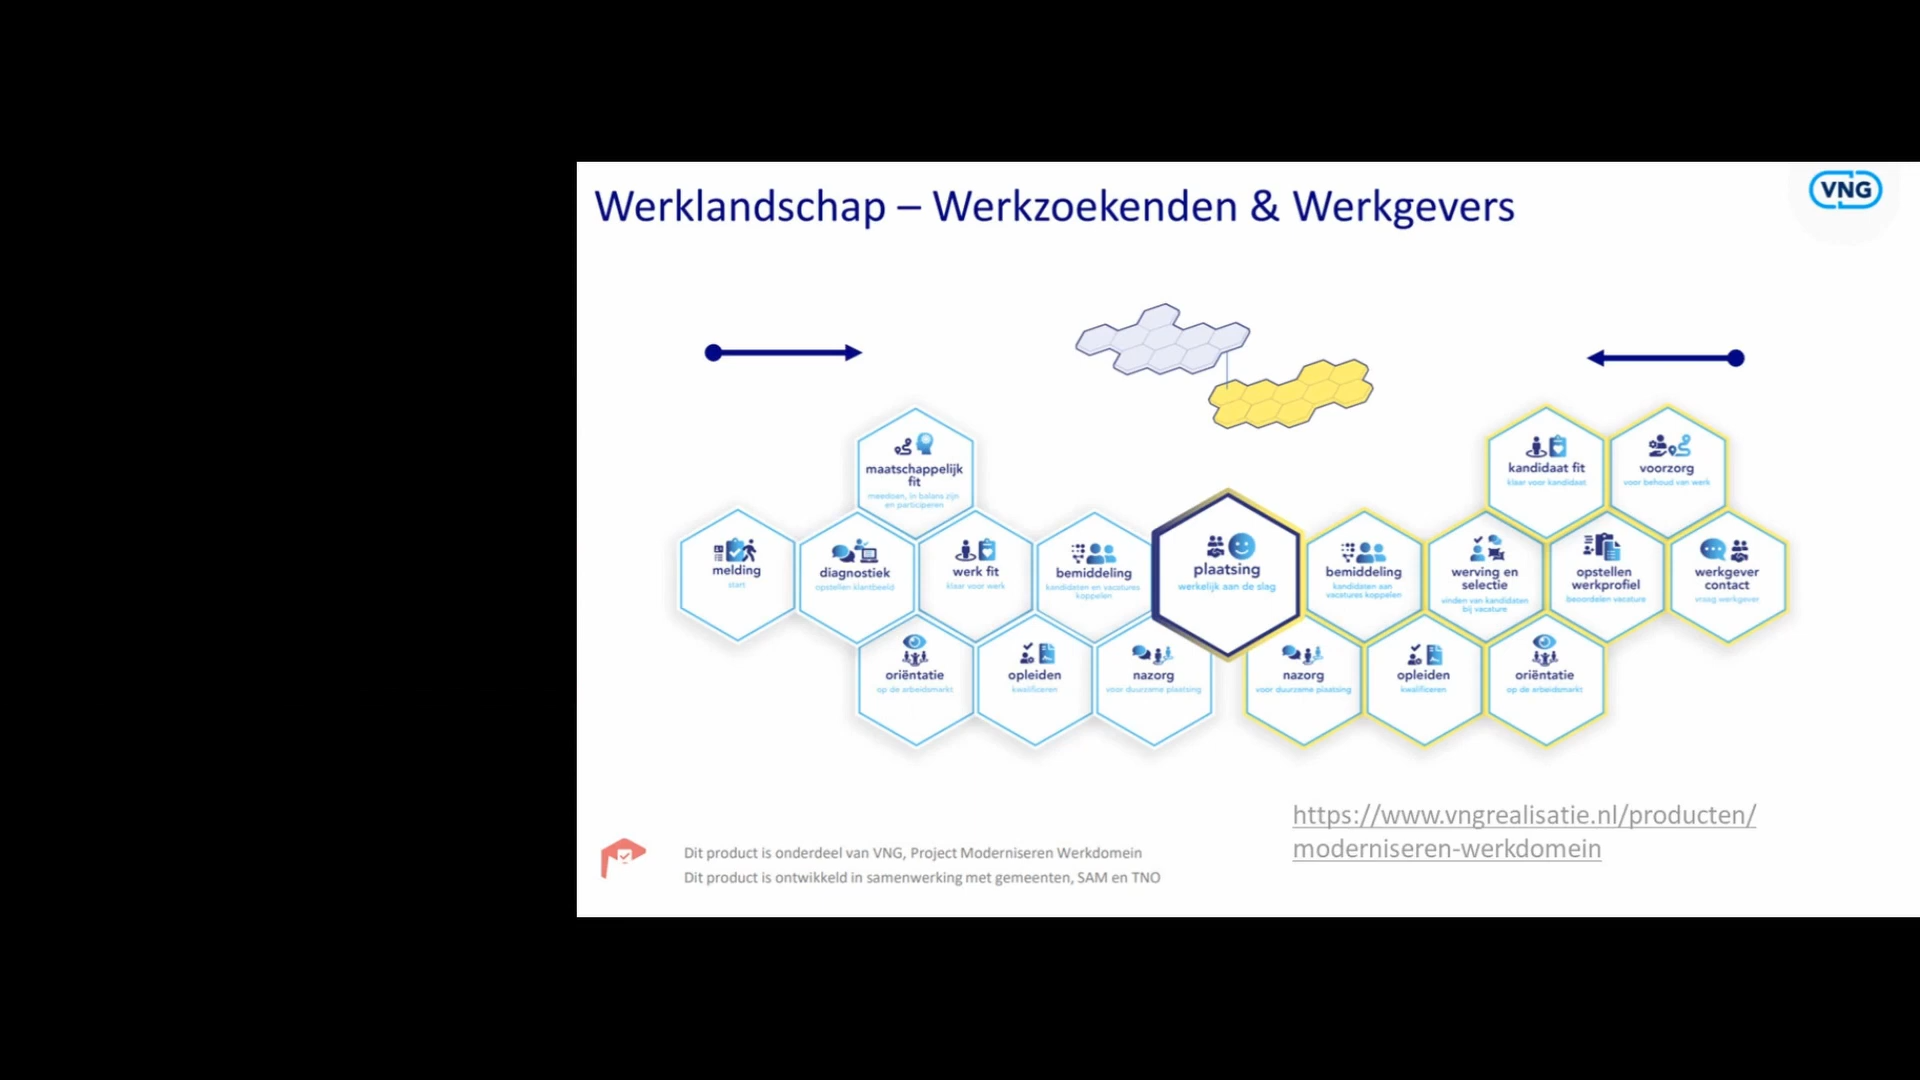 Werklandschap – Werkzoekenden & Werkgevers
VNG
maatschappelijk
fit
meedoen, in balans zijn
en participeren
kandidaat fit
klaar voor kandidaat
voorzorg
voor behoud van werk
melding
start
diagnostiek
opstellen klantbeeld
werk fit
klaar voor werk
bemiddeling
kandidaten en vacatures
koppelen
plaatsing
werkelijk aan de slag
bemiddeling
kandidaten aan
vacatures koppelen
werving en
selectie
vinden van kandidaten
bij vacature
opstellen
werkprofiel
beoordelen vacature
werkgever
contact
vraag werkgever
oriëntatie
op de arbeidsmarkt
opleiden
kwalificeren
nazorg
voor duurzame plaatsing
nazorg
voor duurzame plaatsing
opleiden
kwalificeren
oriëntatie
op de arbeidsmarkt
https://www.vngrealisatie.nl/producten/
moderniseren-werkdomein
Dit product is onderdeel van VNG, Project Moderniseren Werkdomein
Dit product is ontwikkeld in samenwerking met gemeenten, SAM en TNO